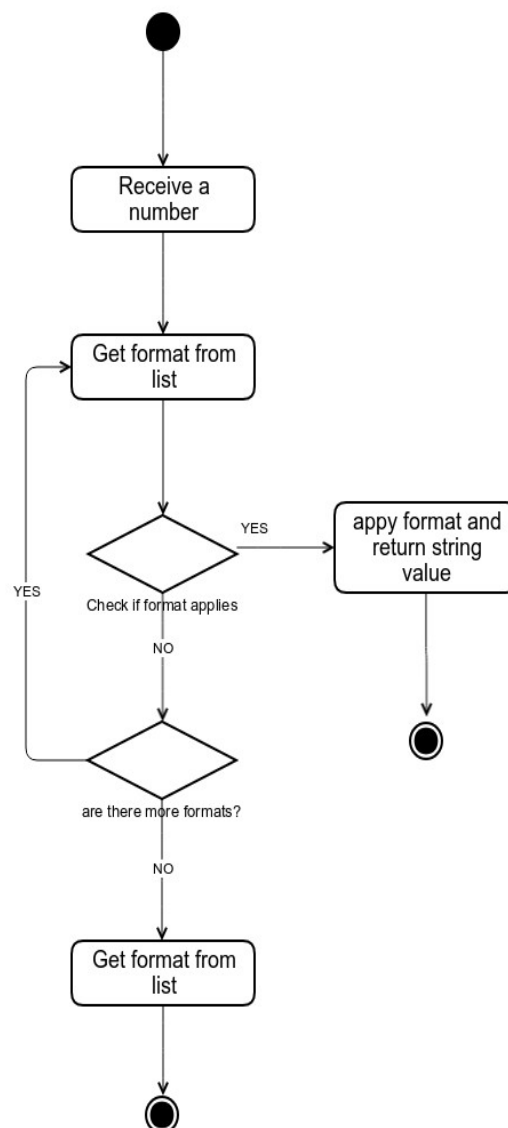 Receive a
number
Get format from
list
YES
appy format and
return string
value
Check if format applies
YES
NO
are there more formats?
NO
Get format from
list